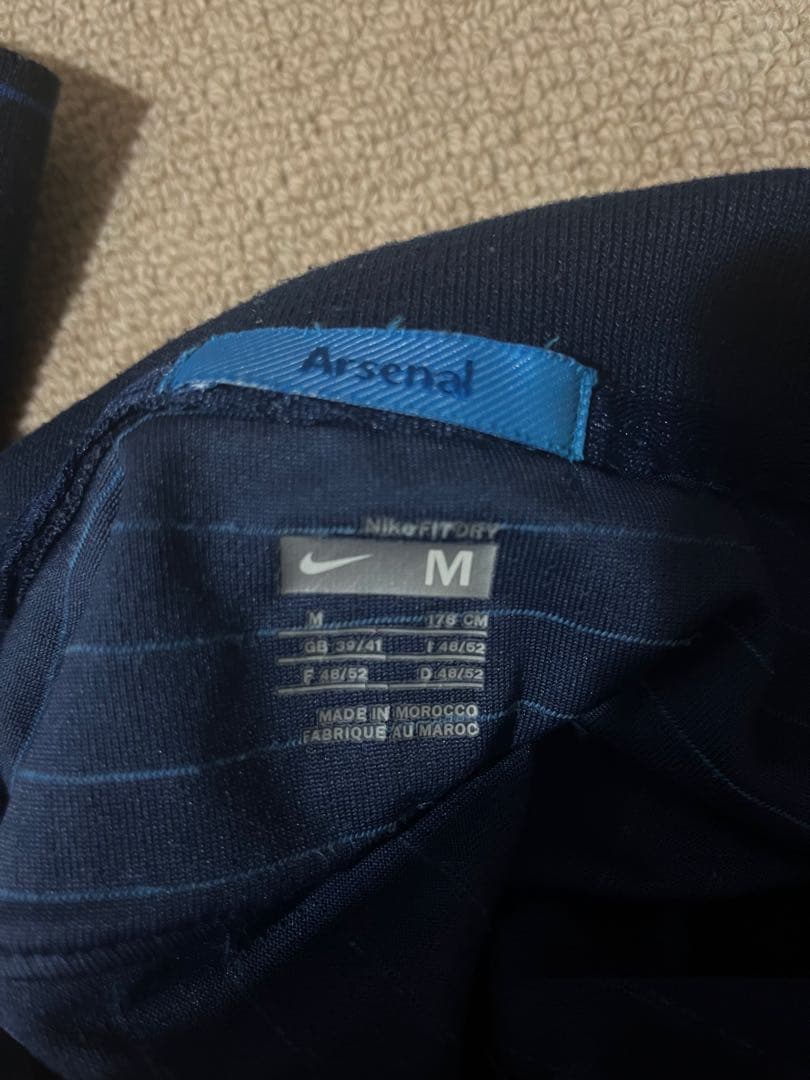 Arsenal
NikeFITDRY
M
M 178 CM
GB 39/41 I 48/52
F 48/52 D 48/52
MADE IN MOROCCO
FABRIQUE AU MAROC